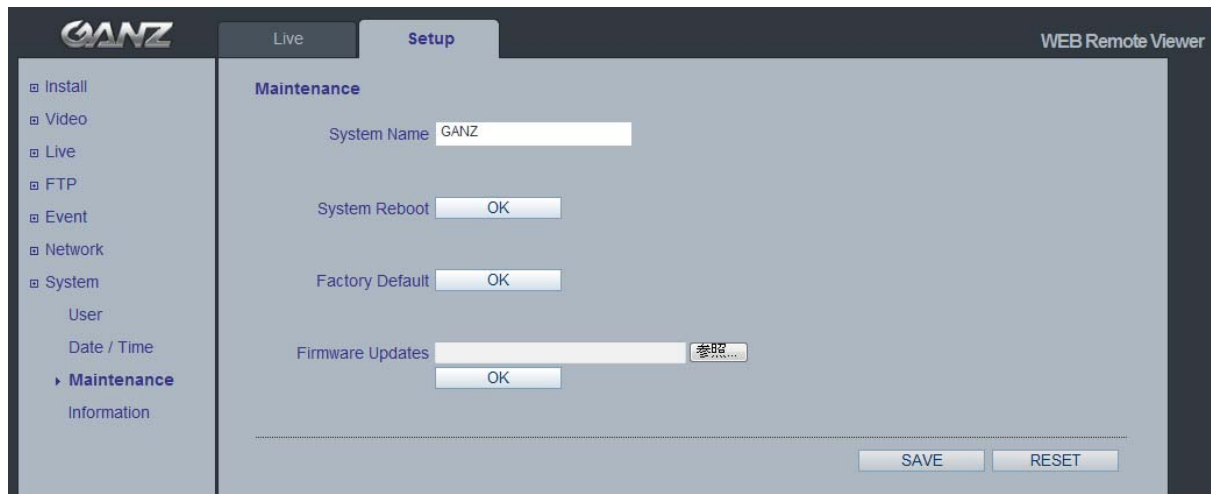 GANZ
Live
Setup
WEB Remote Viewer
Install
Video
Live
FTP
Event
Network
System
User
Date / Time
Maintenance
Information
Maintenance
System Name GANZ
System Reboot OK
Factory Default OK
Firmware Updates 参照...
OK
SAVE RESET